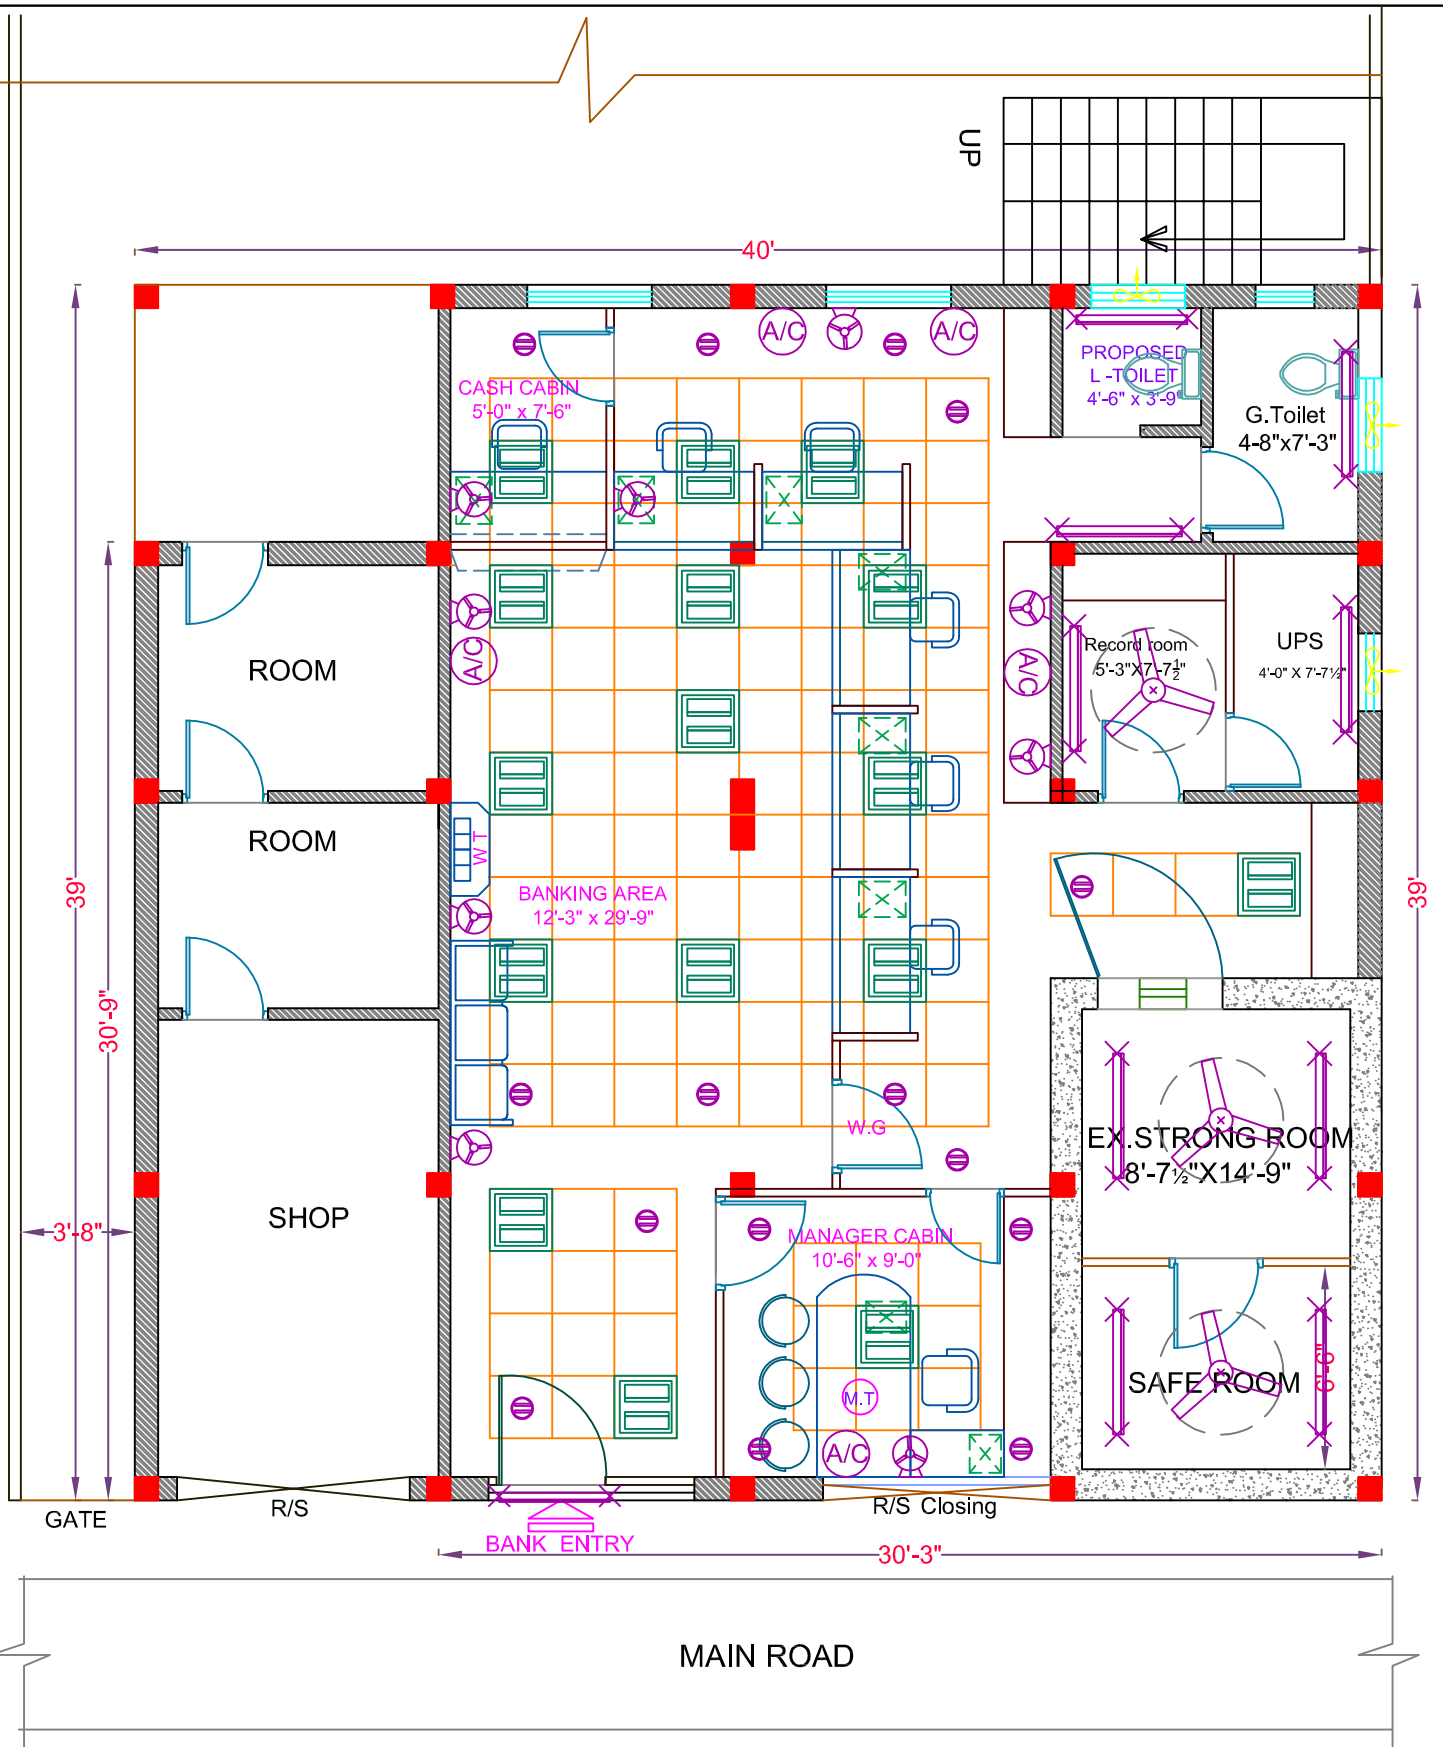 UP
40'
A/C
A/C
PROPOSED
L -TOILET
4'-6" x 3'-9"
CASH CABIN
5'-0" x 7'-6"
G.Toilet
4-8"x7'-3"
ROOM
A/C
A/C
Record room
5'-3"X7'-7½"
UPS
4'-0" X 7'-7½"
ROOM
W T
39'
39'
BANKING AREA
12'-3" x 29'-9"
30'-9"
W.G
EX.STRONG ROOM
8'-7½"X14'-9"
SHOP
3'-8"
MANAGER CABIN
10'-6" x 9'-0"
M.T
SAFE ROOM
6'-6"
A/C
GATE
R/S
R/S Closing
BANK ENTRY
30'-3"
MAIN ROAD